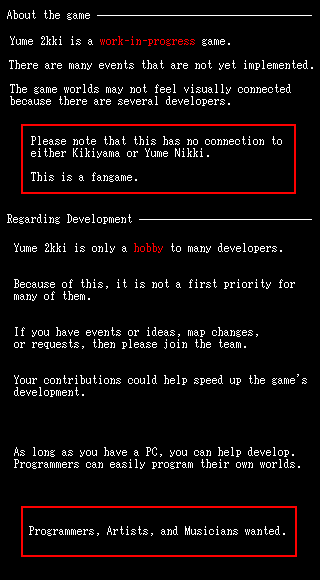 About the game
Yume 2kki is a work-in-progress game.
There are many events that are not yet implemented.
The game worlds may not feel visually connected
because there are several developers.
Please note that this has no connection to
either Kikiyama or Yume Nikki.
This is a fangame.
Regarding Development
Yume 2kki is only a hobby to many developers.
Because of this, it is not a first priority for
many of them.
If you have events or ideas, map changes,
or requests, then please join the team.
Your contributions could help speed up the game's
development.
As long as you have a PC, you can help develop.
Programmers can easily program their own worlds.
Programmers, Artists, and Musicians wanted.